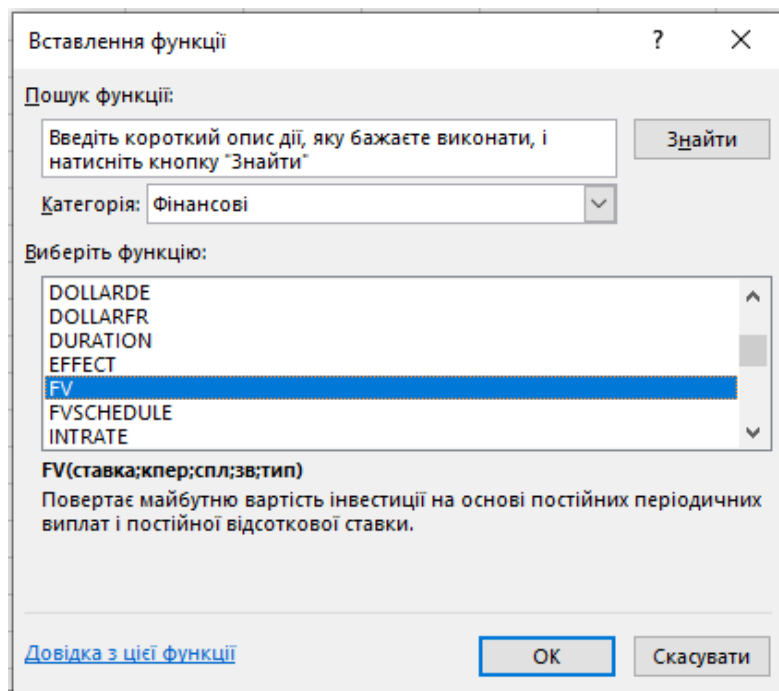 Вставлення функції
?
Пошук функції:
Введіть короткий опис дії, яку бажаєте виконати, і
натисніть кнопку "Знайти"
Знайти
Категорія:
Фінансові
Виберіть функцію:
DOLLARDE
DOLLARFR
DURATION
EFFECT
FV
FVSCHEDULE
INTRATE
FV(ставка;кпер;спл;зв;тип)
Повертає майбутню вартість інвестиції на основі постійних періодичних
виплат і постійної відсоткової ставки.
Довідка з цієї функції
ОК
Скасувати